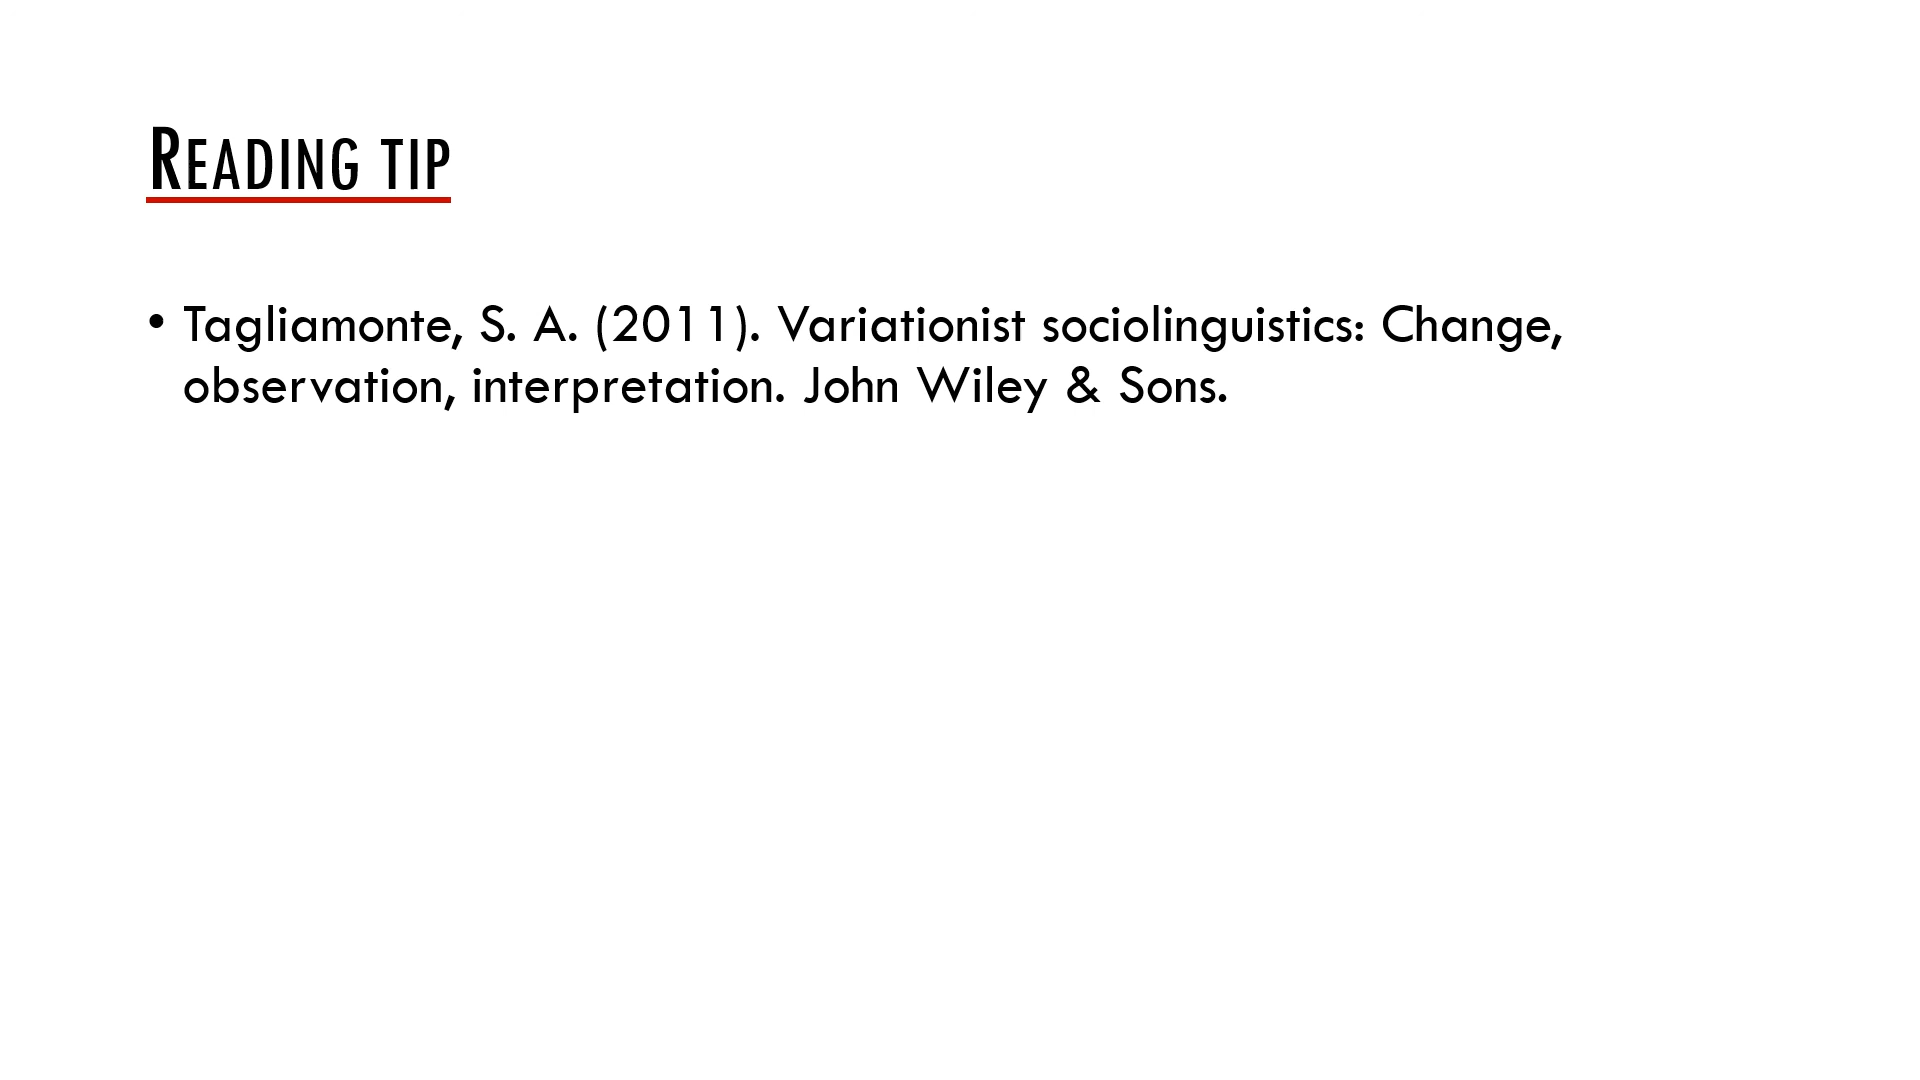 Reading tip
• Tagliamonte, S. A. (2011). Variationist sociolinguistics: Change,
observation, interpretation. John Wiley & Sons.